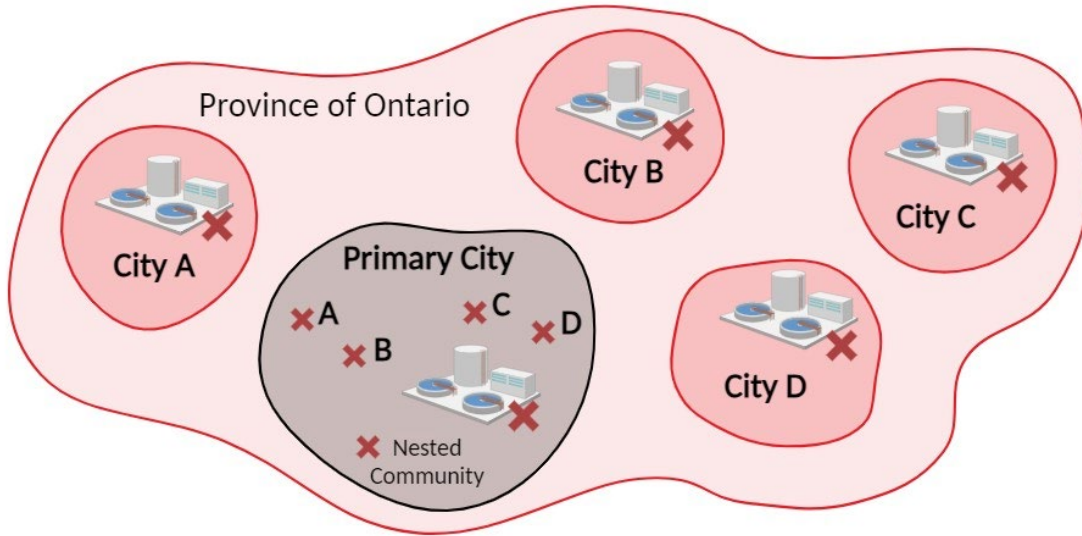 Province of Ontario
City A
City B
City C
City D
Primary City
A
B
C
D
Nested
Community